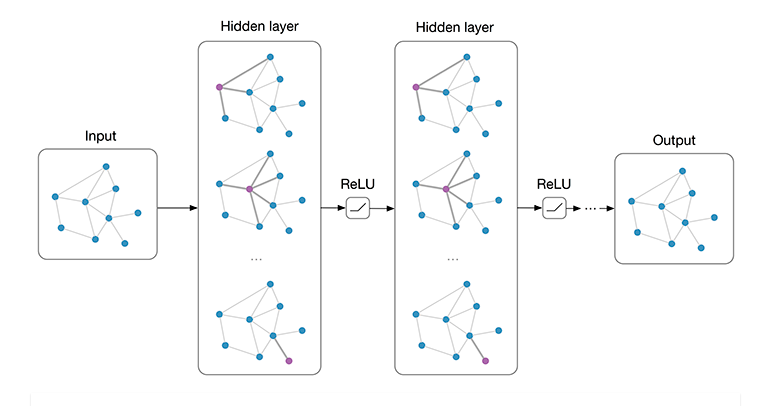 Hidden layer
Hidden layer
Input
Output
ReLU
ReLU
...
...
...